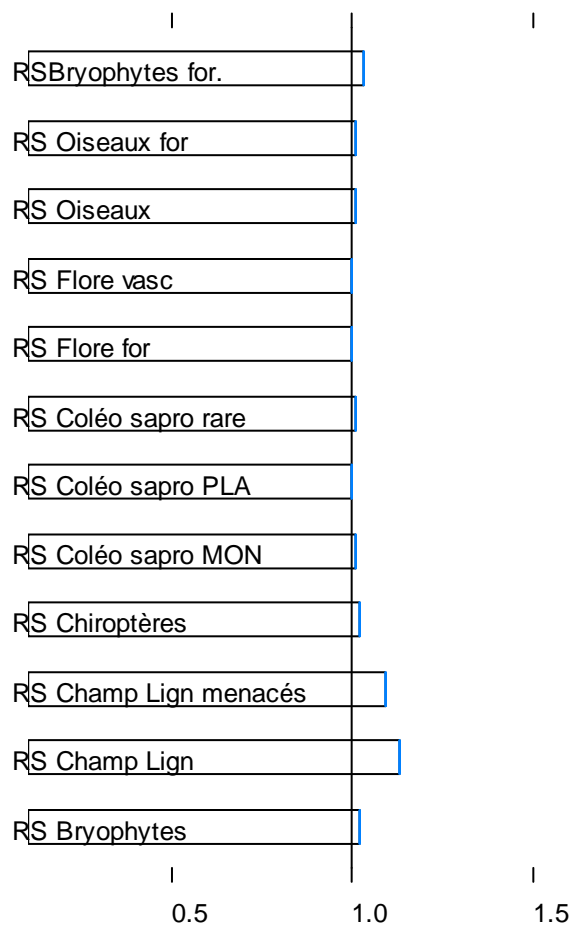 RSBryophytes for.
RS Oiseaux for
RS Oiseaux
RS Flore vasc
RS Flore for
RS Coléo sapro rare
RS Coléo sapro PLA
RS Coléo sapro MON
RS Chiroptères
RS Champ Lign menacés
RS Champ Lign
RS Bryophytes
0.5 1.0 1.5